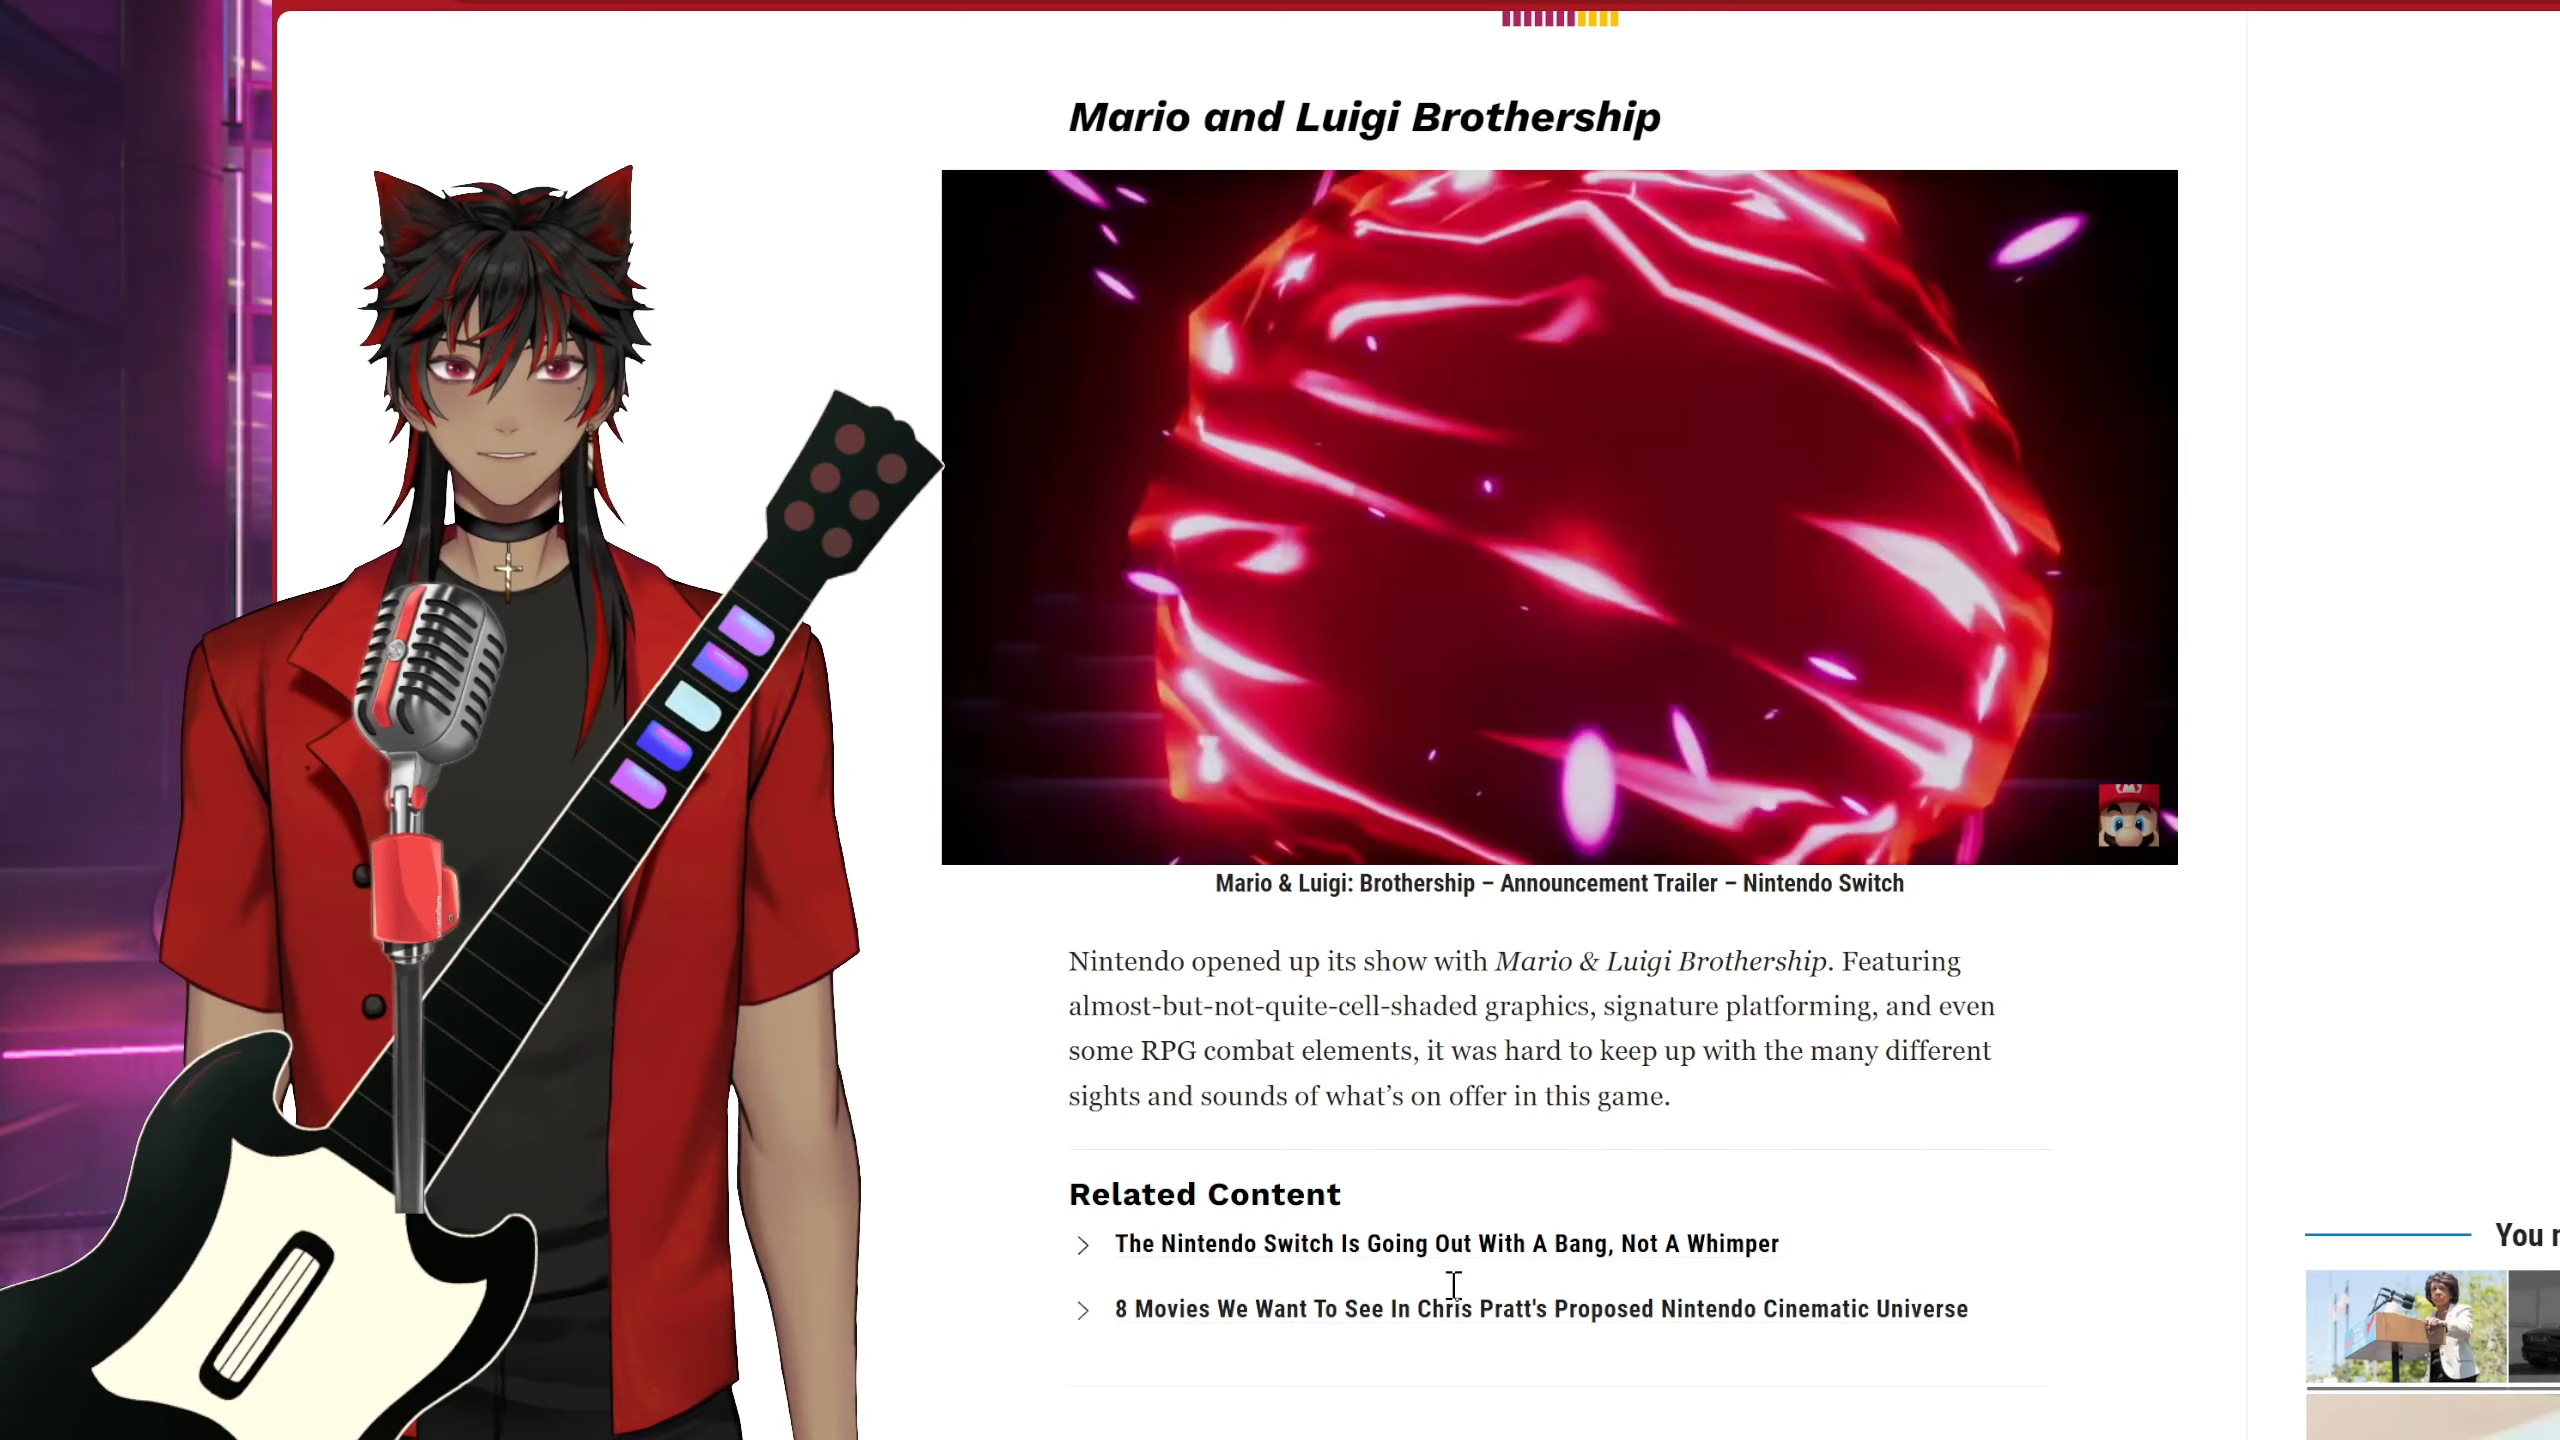 Mario and Luigi Brothership
Mario & Luigi: Brothership – Announcement Trailer – Nintendo Switch
Nintendo opened up its show with Mario & Luigi Brothership. Featuring
almost-but-not-quite-cell-shaded graphics, signature platforming, and even
some RPG combat elements, it was hard to keep up with the many different
sights and sounds of what’s on offer in this game.
Related Content
The Nintendo Switch Is Going Out With A Bang, Not A Whimper
8 Movies We Want To See In Chris Pratt's Proposed Nintendo Cinematic Universe
You